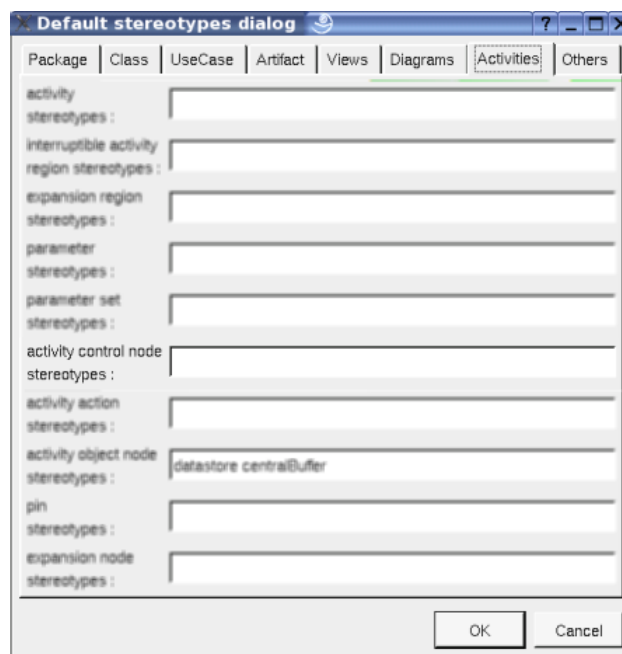 Default stereotypes dialog
Package Class UseCase Artifact Views Diagrams Activities Others
activity
stereotypes :
interruptible activity
region stereotypes :
expansion region
stereotypes :
parameter
stereotypes :
parameter set
stereotypes :
activity control node
stereotypes :
activity action
stereotypes :
activity object node
stereotypes :
datastore centralBuffer
pin
stereotypes :
expansion node
stereotypes :
OK Cancel